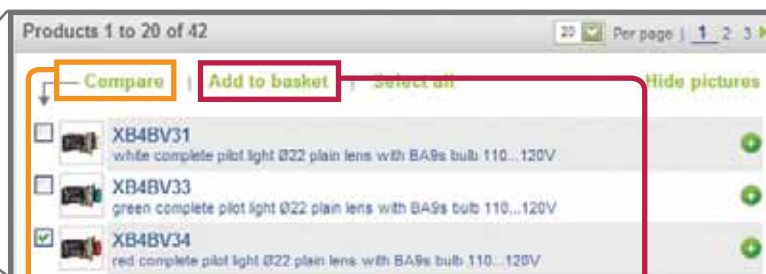 Products 1 to 20 of 42 20 Per page | 1 2 3
Compare | Add to basket | Select all Hide pictures
XB4BV31
white complete pilot light Ø22 plain lens with BA9s bulb 110...120V
XB4BV33
green complete pilot light Ø22 plain lens with BA9s bulb 110...120V
XB4BV34
red complete pilot light Ø22 plain lens with BA9s bulb 110...120V